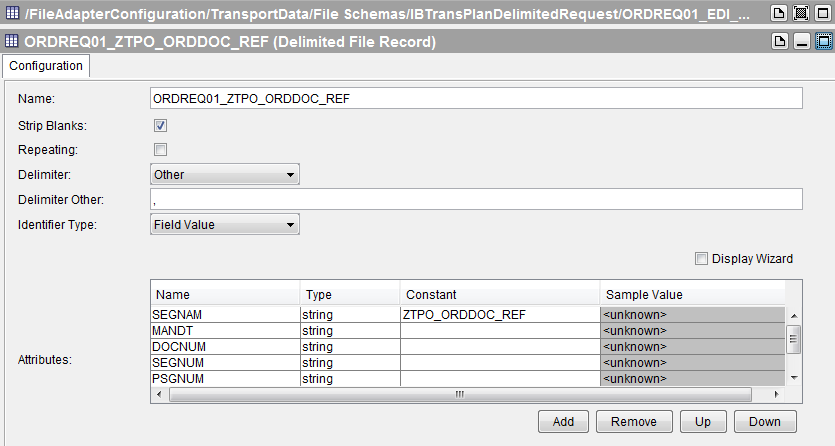 /FileAdapterConfiguration/TransportData/File Schemas/IBTransPlanDelimitedRequest/ORDREQ01_EDI_...
ORDREQ01_ZTPO_ORDDOC_REF (Delimited File Record)
Configuration
Name: ORDREQ01_ZTPO_ORDDOC_REF
Strip Blanks:
Repeating:
Delimiter: Other
Delimiter Other: ,
Identifier Type: Field Value
Display Wizard
Attributes:
Name Type Constant Sample Value
SEGNAM string ZTPO_ORDDOC_REF <unknown>
MANDT string <unknown>
DOCNUM string <unknown>
SEGNUM string <unknown>
PSGNUM string <unknown>
Add Remove Up Down